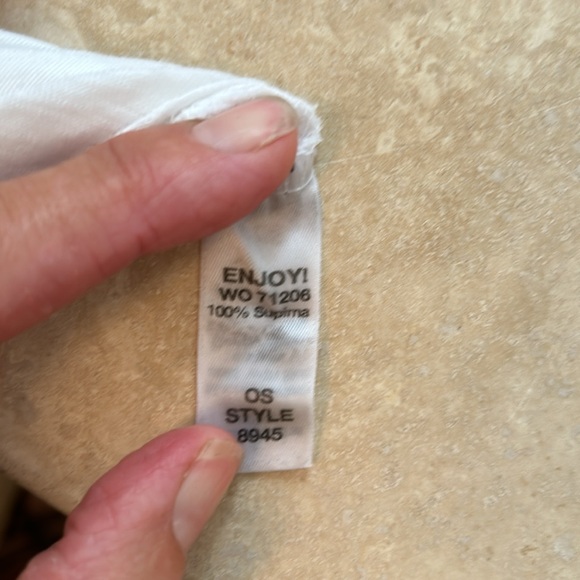 ENJOY!
WO 71206
100% Supima
OS
STYLE
8945